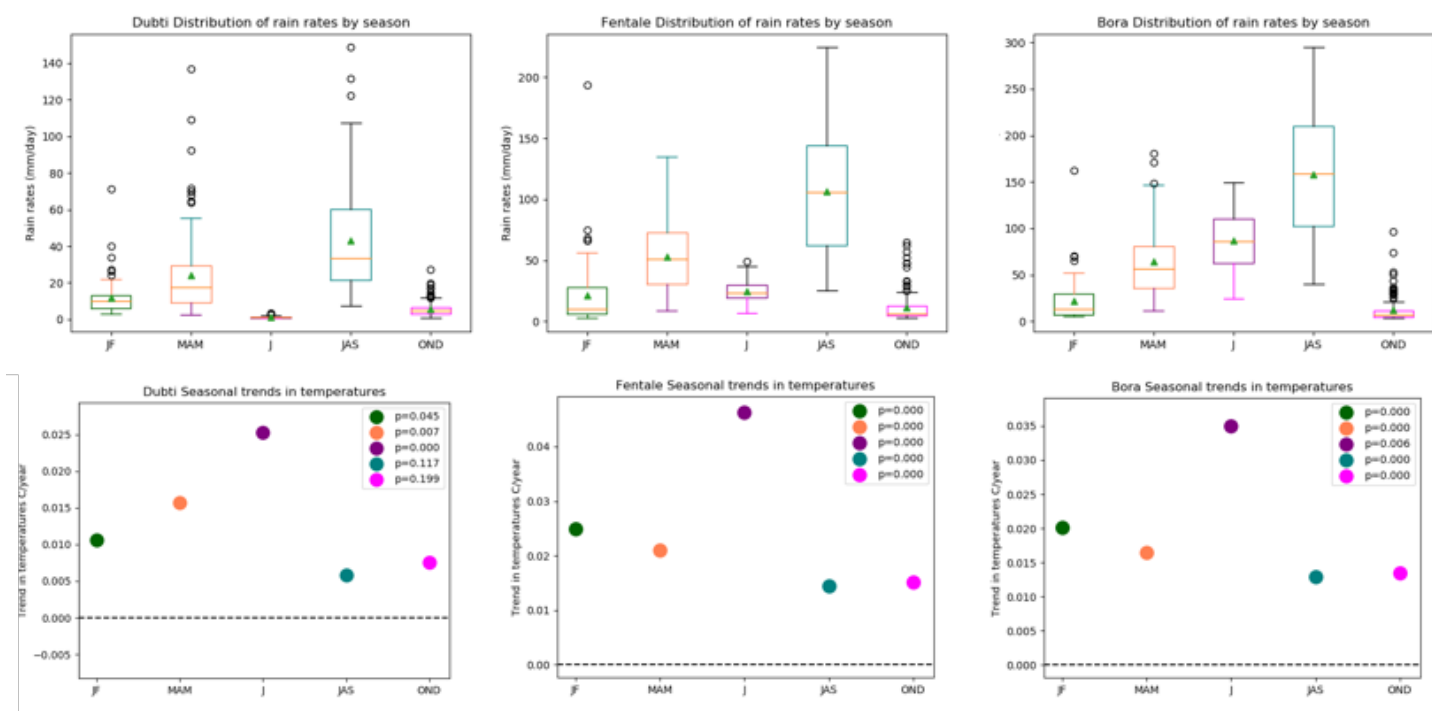 Dubti Distribution of rain rates by season
Rain rates (mm/day)
140
120
100
80
60
40
20
0
JF MAM J JAS OND
Fentale Distribution of rain rates by season
Rain rates (mm/day)
200
150
100
50
0
JF MAM J JAS OND
Bora Distribution of rain rates by season
300
250
200
150
100
50
0
JF MAM J JAS OND
Dubti Seasonal trends in temperatures
Trend in temperatures C/year
0.025
0.020
0.015
0.010
0.005
0.000
−0.005
p=0.045
p=0.007
p=0.000
p=0.117
p=0.199
JF MAM J JAS OND
Fentale Seasonal trends in temperatures
Trend in temperatures C/year
0.04
0.03
0.02
0.01
0.00
p=0.000
p=0.000
p=0.000
p=0.000
p=0.000
JF MAM J JAS OND
Bora Seasonal trends in temperatures
Trend in temperatures C/year
0.035
0.030
0.025
0.020
0.015
0.010
0.005
0.000
p=0.000
p=0.000
p=0.006
p=0.000
p=0.000
JF MAM J JAS OND